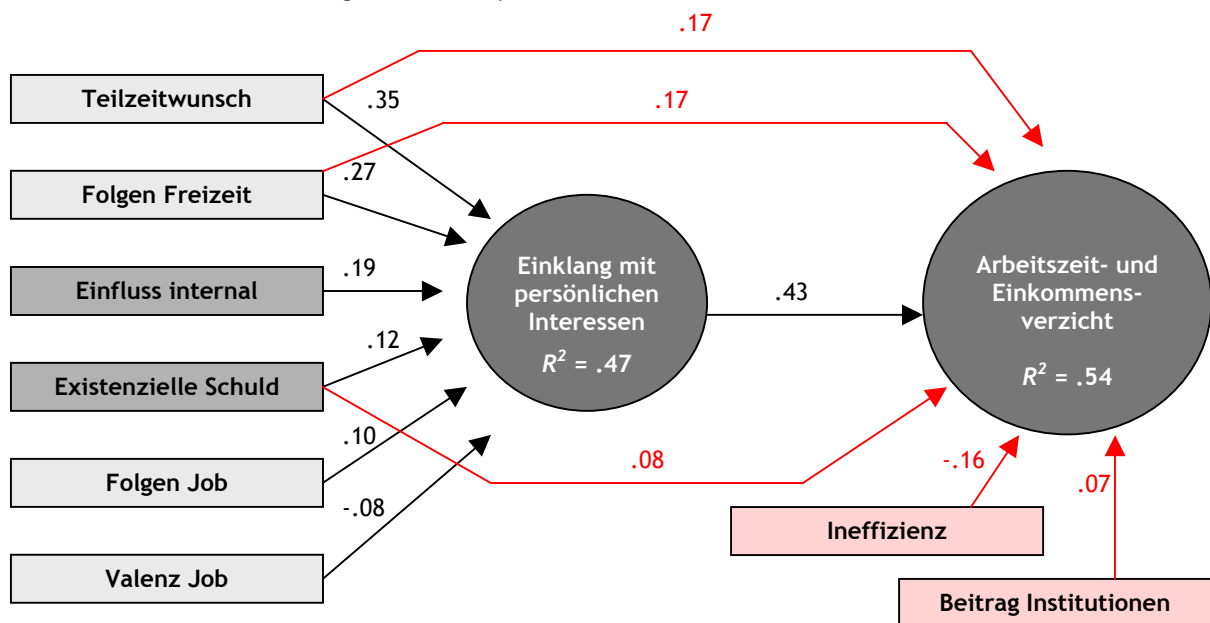 .17
Teilzeitwunsch
.35
.17
Folgen Freizeit
.27
Einfluss internal
.19
Einklang mit
persönlichen
Interessen
R² = .47
.43
Arbeitszeit- und
Einkommens-
verzicht
R² = .54
Existenzielle Schuld
.12
Folgen Job
.10
.08
-.16
.07
Valenz Job
-.08
Ineffizienz
Beitrag Institutionen